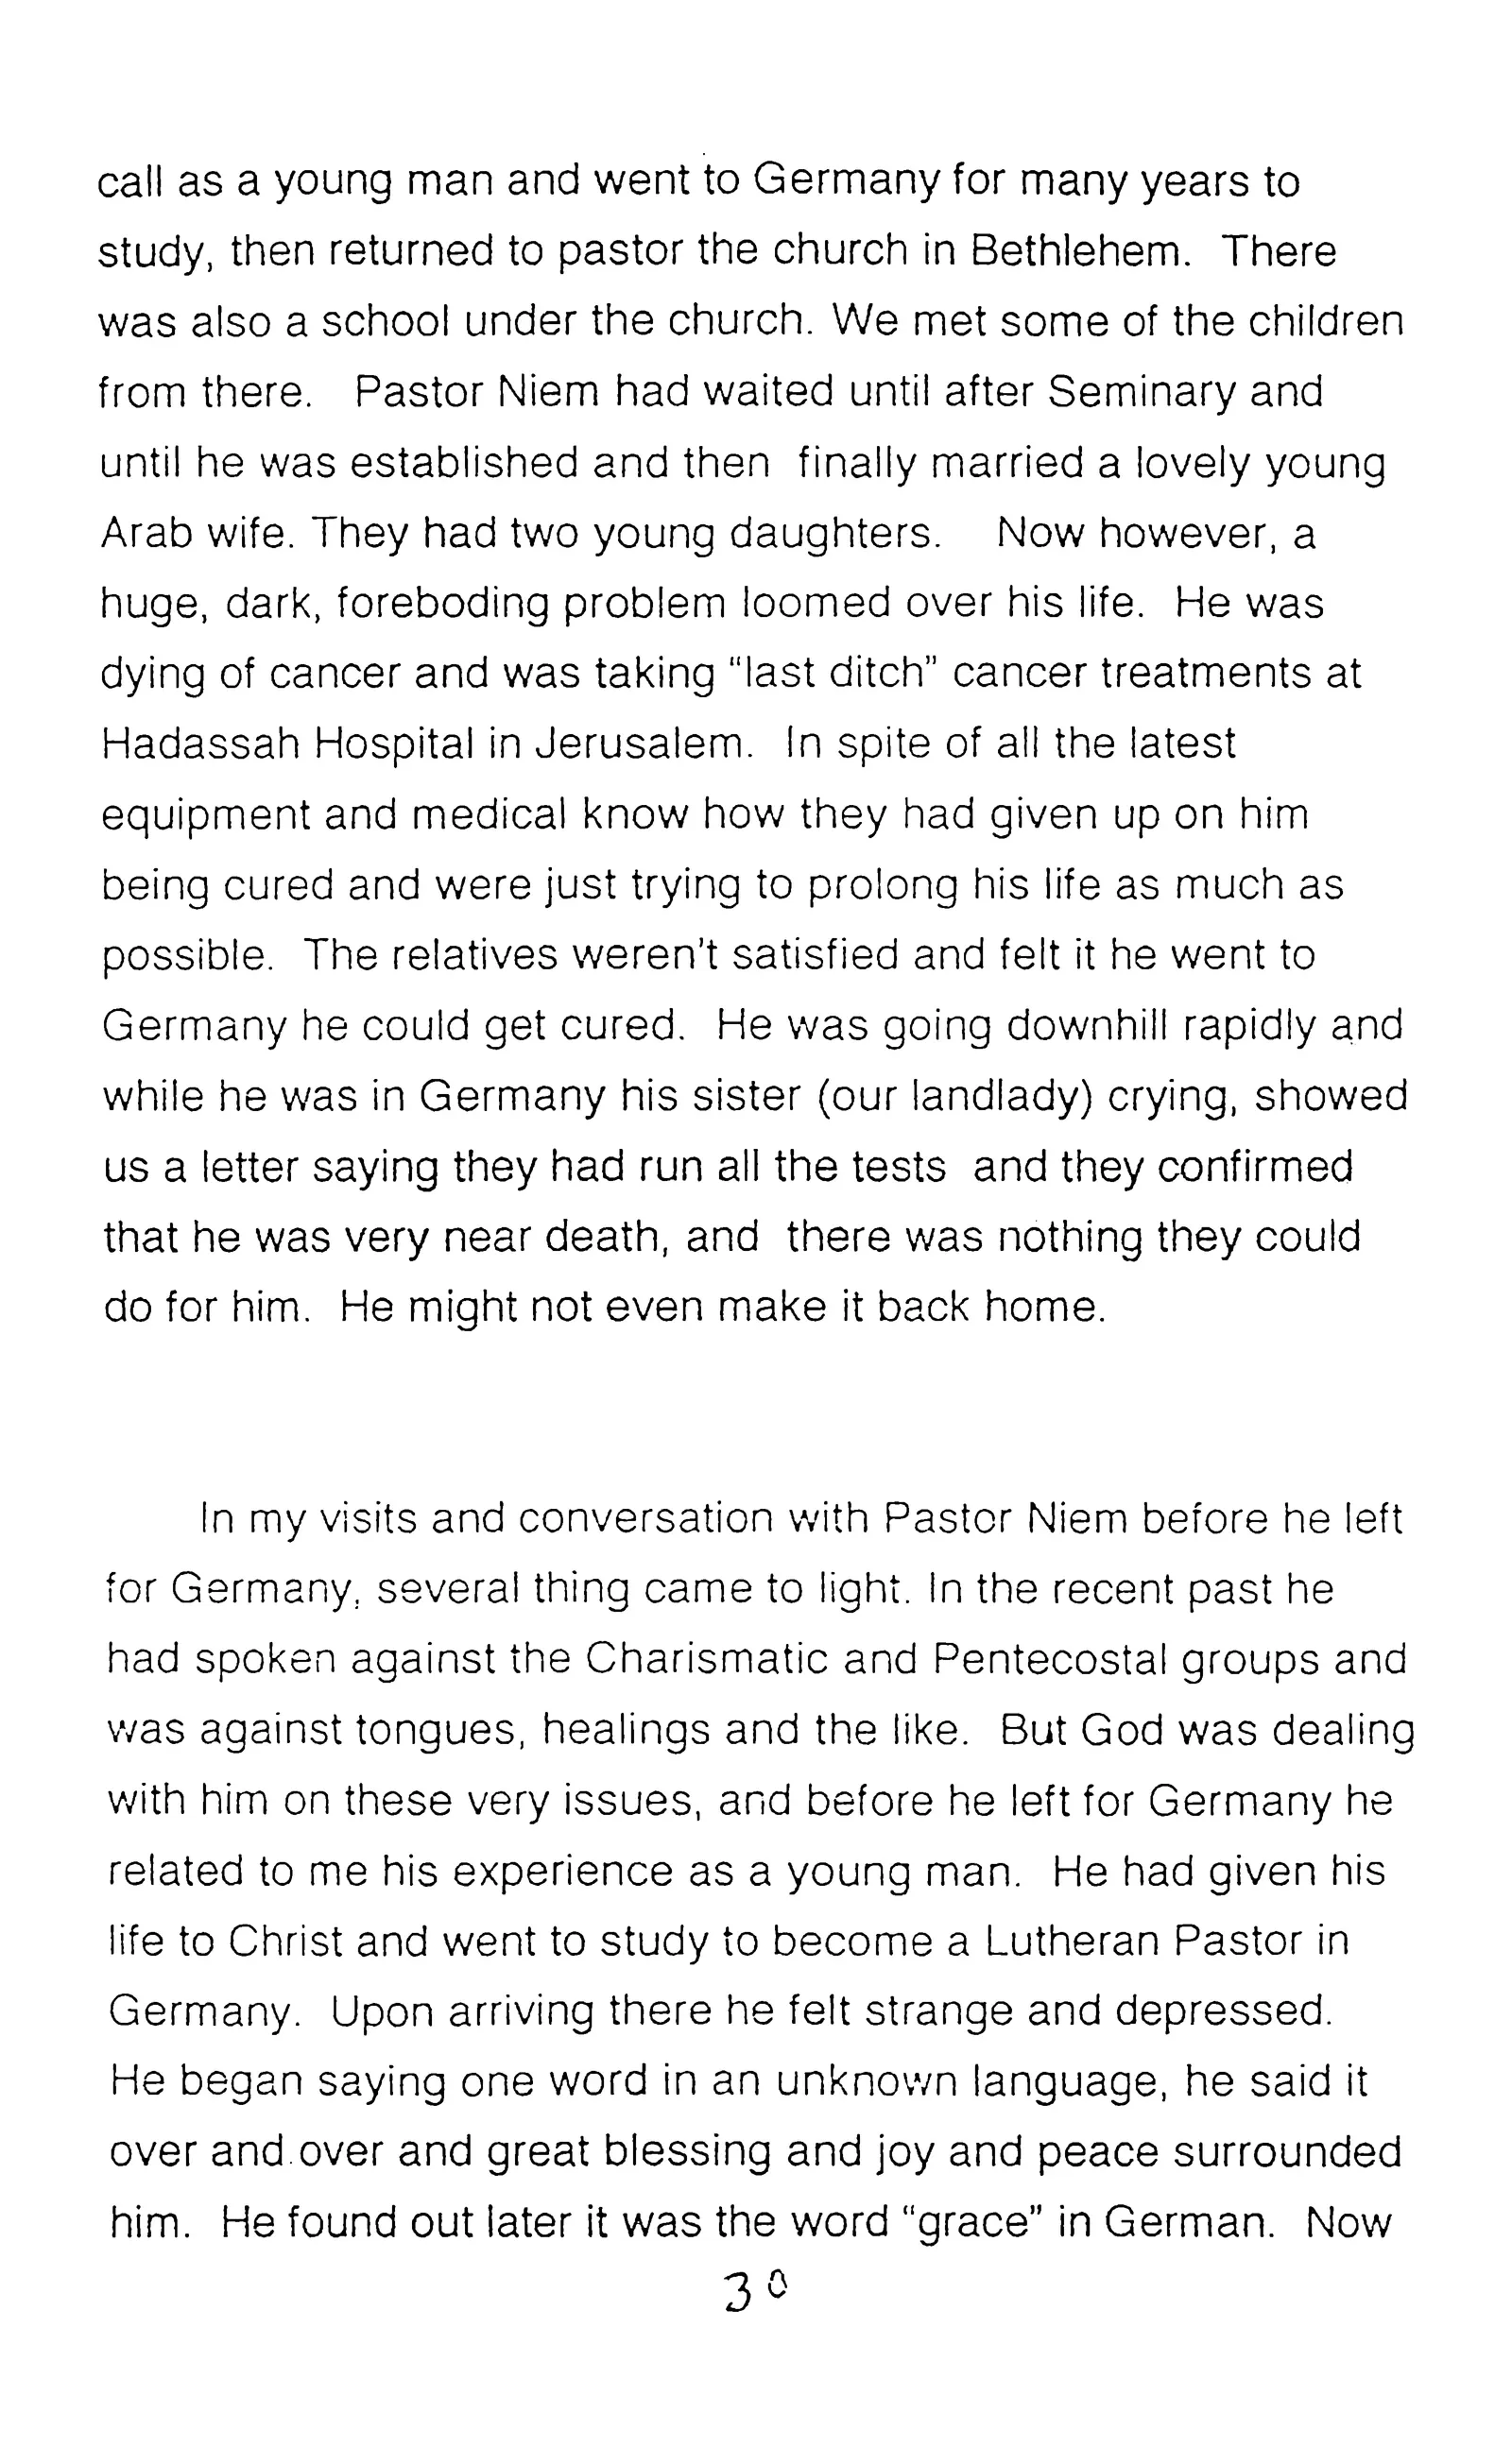 call as a young man and went to Germany for many years to
study, then returned to pastor the church in Bethlehem. There
was also a school under the church. We met some of the children
from there. Pastor Niem had waited until after Seminary and
until he was established and then finally married a lovely young
Arab wife. They had two young daughters. Now however, a
huge, dark, foreboding problem loomed over his life. He was
dying of cancer and was taking "last ditch" cancer treatments at
Hadassah Hospital in Jerusalem. In spite of all the latest
equipment and medical know how they had given up on him
being cured and were just trying to prolong his life as much as
possible. The relatives weren't satisfied and felt it he went to
Germany he could get cured. He was going downhill rapidly and
while he was in Germany his sister (our landlady) crying, showed
us a letter saying they had run all the tests and they confirmed
that he was very near death, and there was nothing they could
do for him. He might not even make it back home.
In my visits and conversation with Pastor Niem before he left
for Germany, several thing came to light. In the recent past he
had spoken against the Charismatic and Pentecostal groups and
was against tongues, healings and the like. But God was dealing
with him on these very issues, and before he left for Germany he
related to me his experience as a young man. He had given his
life to Christ and went to study to become a Lutheran Pastor in
Germany. Upon arriving there he felt strange and depressed.
He began saying one word in an unknown language, he said it
over and over and great blessing and joy and peace surrounded
him. He found out later it was the word "grace" in German. Now
30